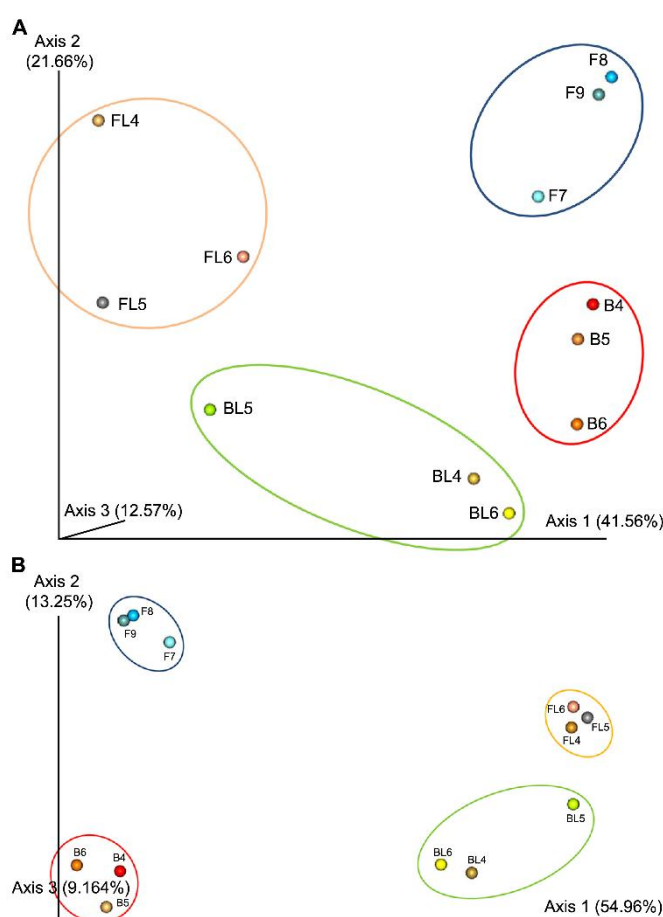 A
Axis 2
(21.66%)
F8
F9
FL4
F7
FL6
FL5
B4
B5
BL5
B6
BL4
BL6
Axis 3 (12.57%)
Axis 1 (41.56%)
B
Axis 2
(13.25%)
F8
F9
F7
FL6
FL5
FL4
BL5
B6
B4
BL6
BL4
Axis 3 (9.164%)
B5
Axis 1 (54.96%)